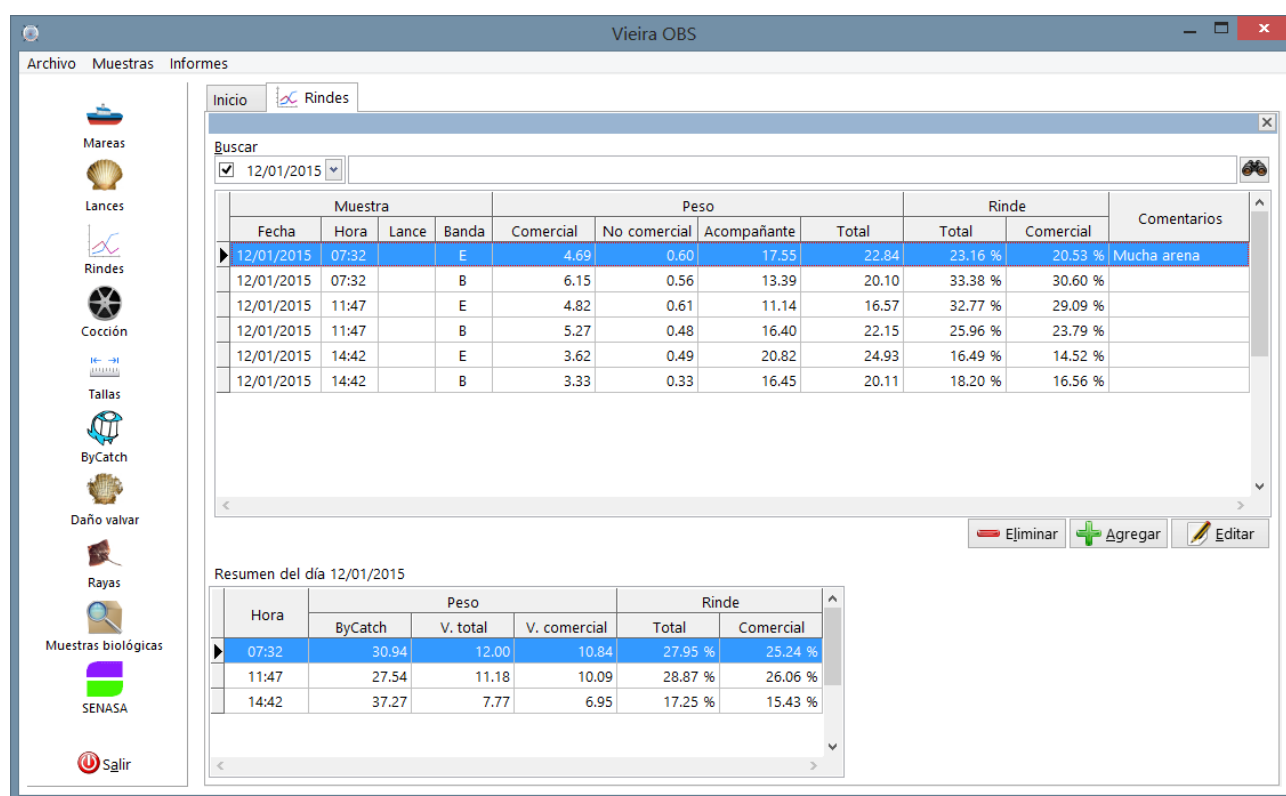 Vieira OBS
Archivo Muestras Informes
Mareas
Lances
Rindes
Cocción
Tallas
ByCatch
Daño valvar
Rayas
Muestras biológicas
SENASA
Salir
Inicio Rindes
Buscar
12/01/2015
Muestra Peso Rinde Comentarios
Fecha Hora Lance Banda Comercial No comercial Acompañante Total Total Comercial
12/01/2015 07:32 E 4.69 0.60 17.55 22.84 23.16 % 20.53 % Mucha arena
12/01/2015 07:32 B 6.15 0.56 13.39 20.10 33.38 % 30.60 %
12/01/2015 11:47 E 4.82 0.61 11.14 16.57 32.77 % 29.09 %
12/01/2015 11:47 B 5.27 0.48 16.40 22.15 25.96 % 23.79 %
12/01/2015 14:42 E 3.62 0.49 20.82 24.93 16.49 % 14.52 %
12/01/2015 14:42 B 3.33 0.33 16.45 20.11 18.20 % 16.56 %
Eliminar Agregar Editar
Resumen del día 12/01/2015
Hora Peso Rinde
ByCatch V. total V. comercial Total Comercial
07:32 30.94 12.00 10.84 27.95 % 25.24 %
11:47 27.54 11.18 10.09 28.87 % 26.06 %
14:42 37.27 7.77 6.95 17.25 % 15.43 %